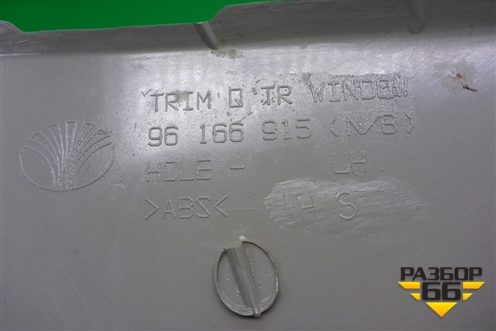 TRIM Q TR WINDOW
96 166 915 (N/B)
HOLE - LH
>ABS< H S
РАЗБОР
66